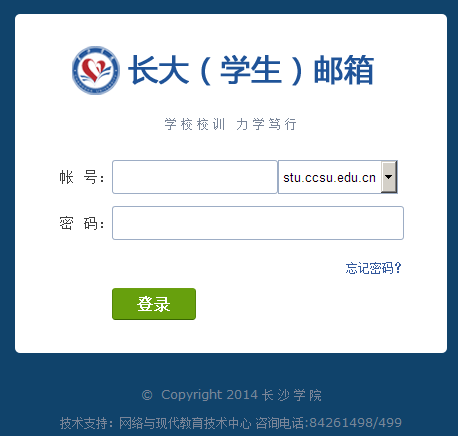 长大（学生）邮箱
学校校训 力学笃行
帐 号： stu.ccsu.edu.cn
密 码：
忘记密码?
登录
© Copyright 2014 长沙学院
技术支持：网络与现代教育技术中心 咨询电话:84261498/499